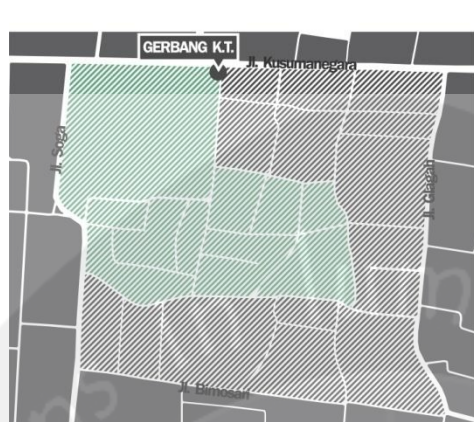 GERBANG K.T.
Jl. Kusumanegara
Jl. Soga
Jl. Glagah
Jl. Bimosari